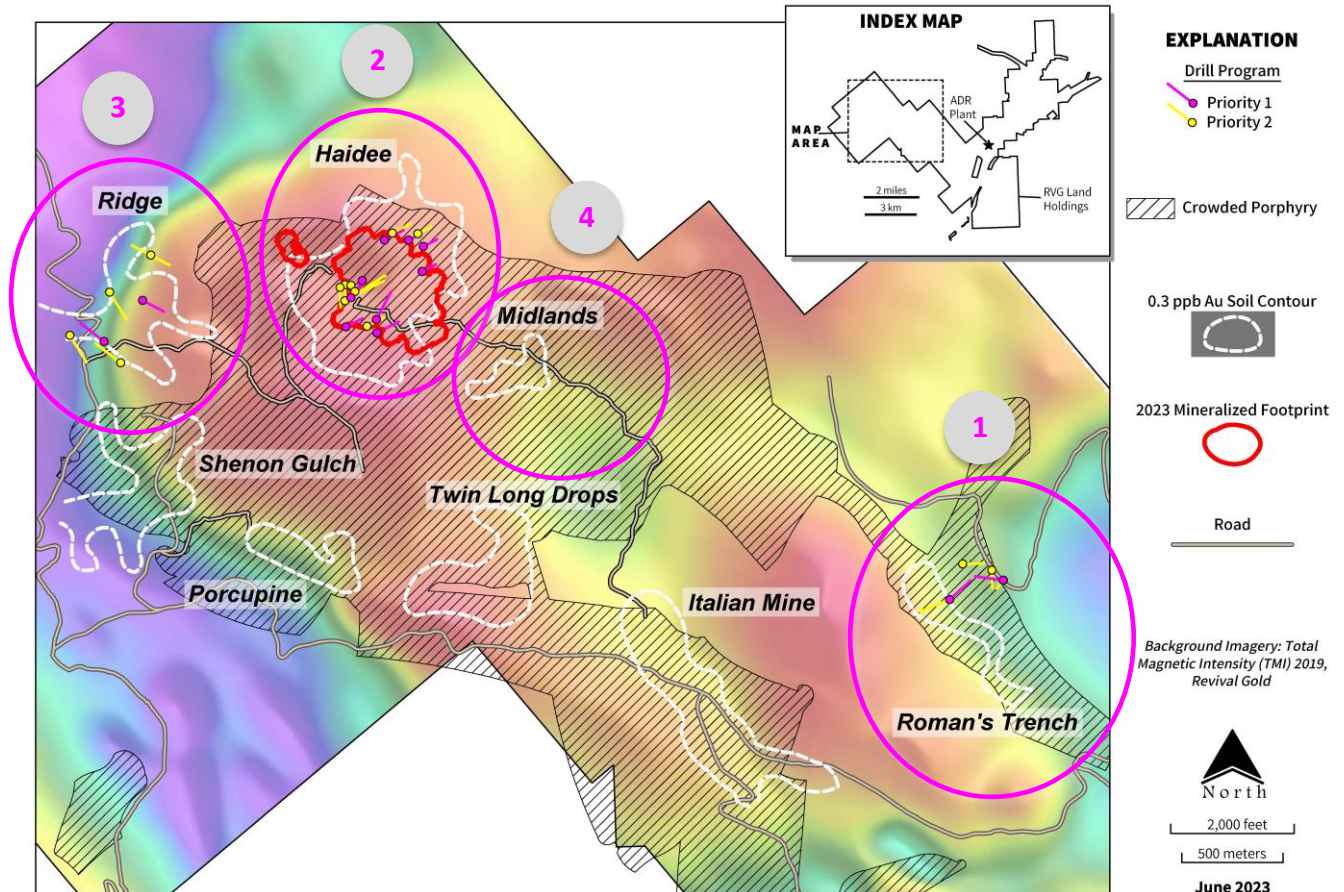 3
2
Haidee
Ridge
4
Midlands
1
Shenon Gulch
Twin Long Drops
Porcupine
Italian Mine
Roman's Trench
INDEX MAP
ADR
Plant
MAP
AREA
2 miles
3 km
RVG Land
Holdings
EXPLANATION
Drill Program
Priority 1
Priority 2
Crowded Porphyry
0.3 ppb Au Soil Contour
2023 Mineralized Footprint
Road
Background Imagery: Total
Magnetic Intensity (TMI) 2019,
Revival Gold
North
2,000 feet
500 meters
June 2023